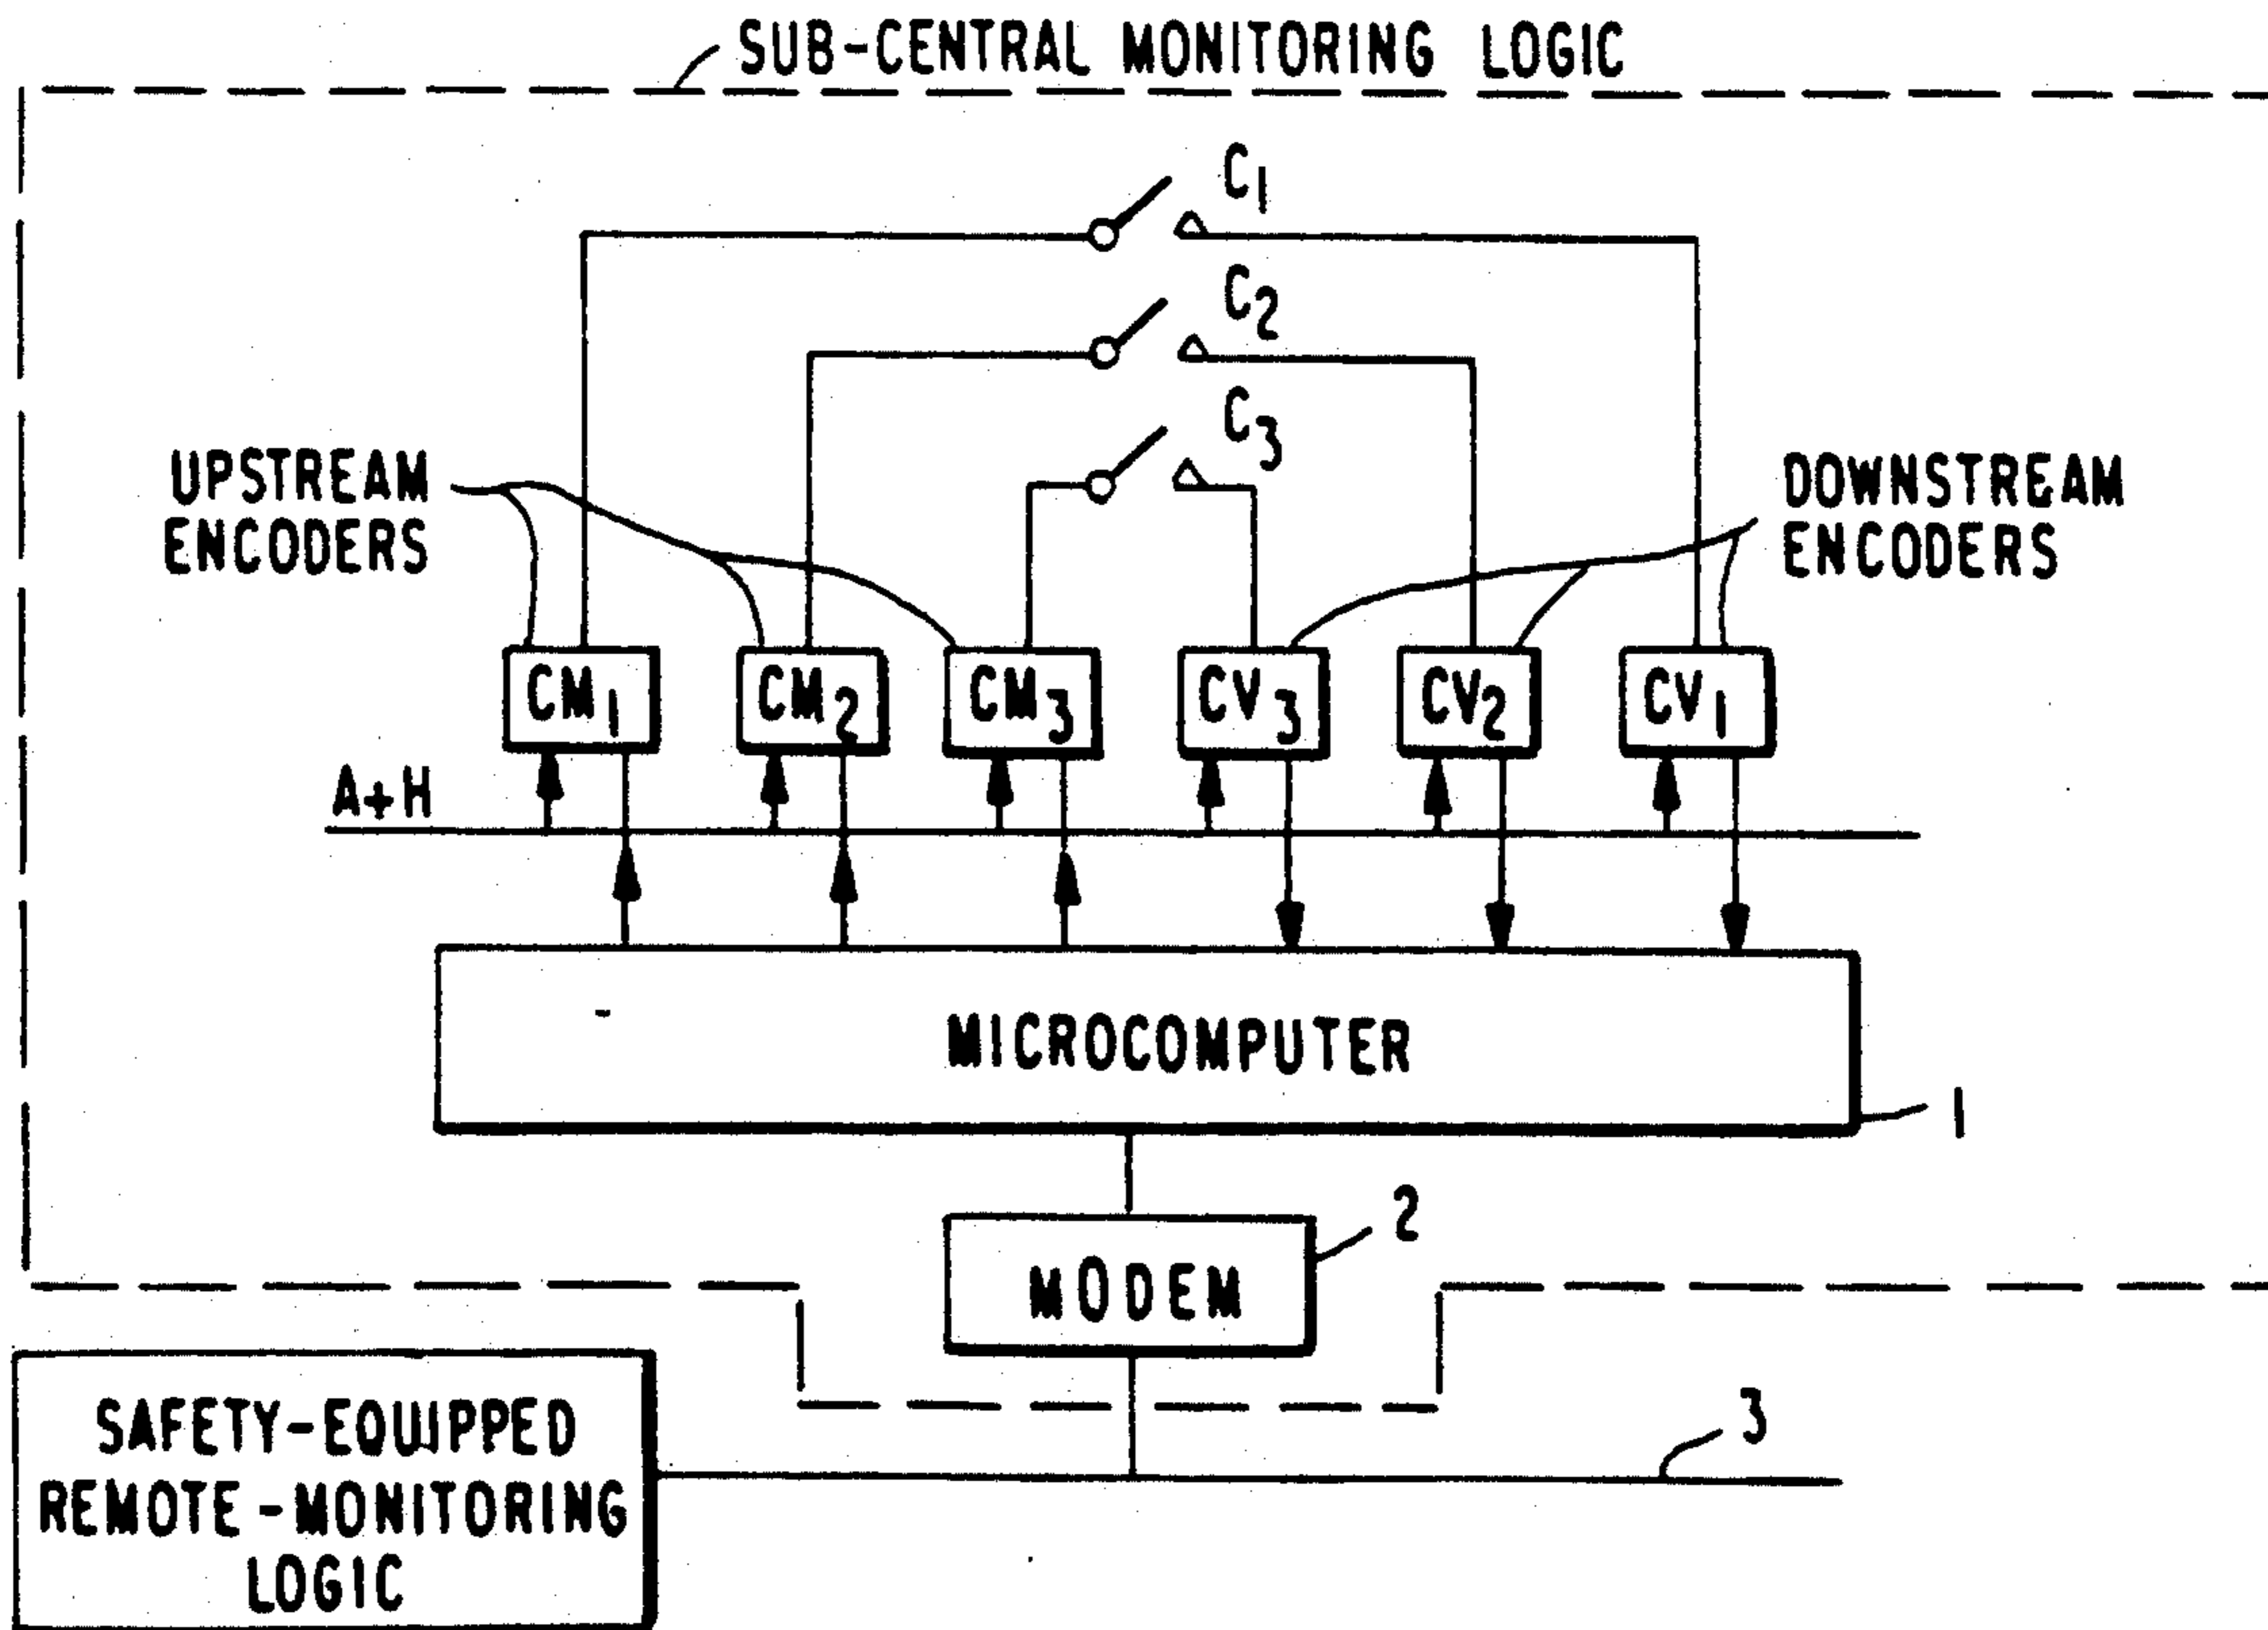 SUB-CENTRAL MONITORING LOGIC
C1
C2
C3
UPSTREAM
ENCODERS
DOWNSTREAM
ENCODERS
CM1
CM2
CM3
CV3
CV2
CV1
A+H
MICROCOMPUTER
1
2
MODEM
3
SAFETY-EQUIPPED
REMOTE-MONITORING
LOGIC